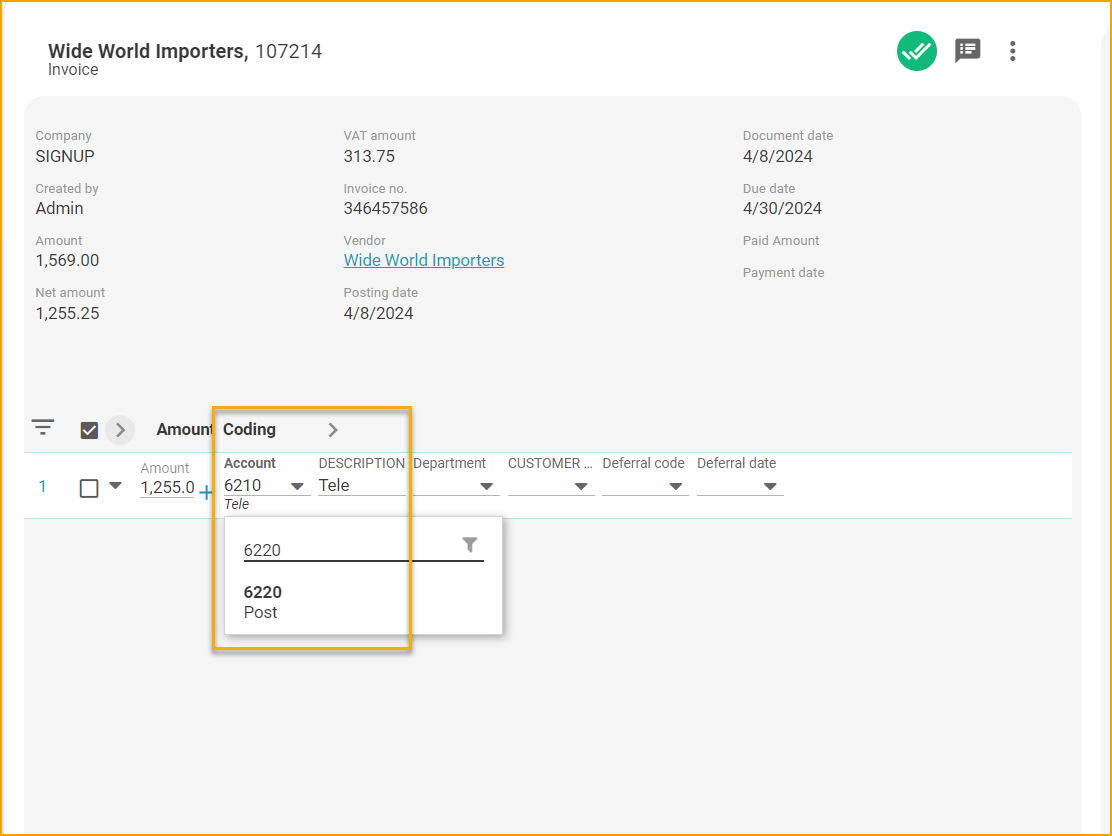 Wide World Importers, 107214
Invoice
Company
SIGNUP
Created by
Admin
Amount
1,569.00
Net amount
1,255.25
VAT amount
313.75
Invoice no.
346457586
Vendor
Wide World Importers
Posting date
4/8/2024
Document date
4/8/2024
Due date
4/30/2024
Paid Amount
Payment date
Amount Coding
Account DESCRIPTION Department CUSTOMER ... Deferral code Deferral date
1 Amount
1,255.0 + 6210 Tele
Tele
6220
6220
Post